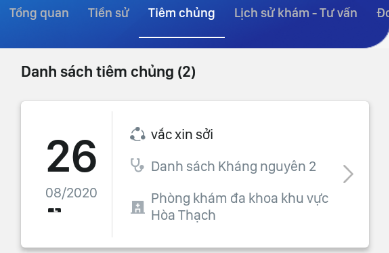 Tổng quan Tiền sử Tiêm chủng Lịch sử khám - Tư vấn
Danh sách tiêm chủng (2)
26
08/2020
vắc xin sởi
Danh sách Kháng nguyên 2
Phòng khám đa khoa khu vực
Hòa Thạch